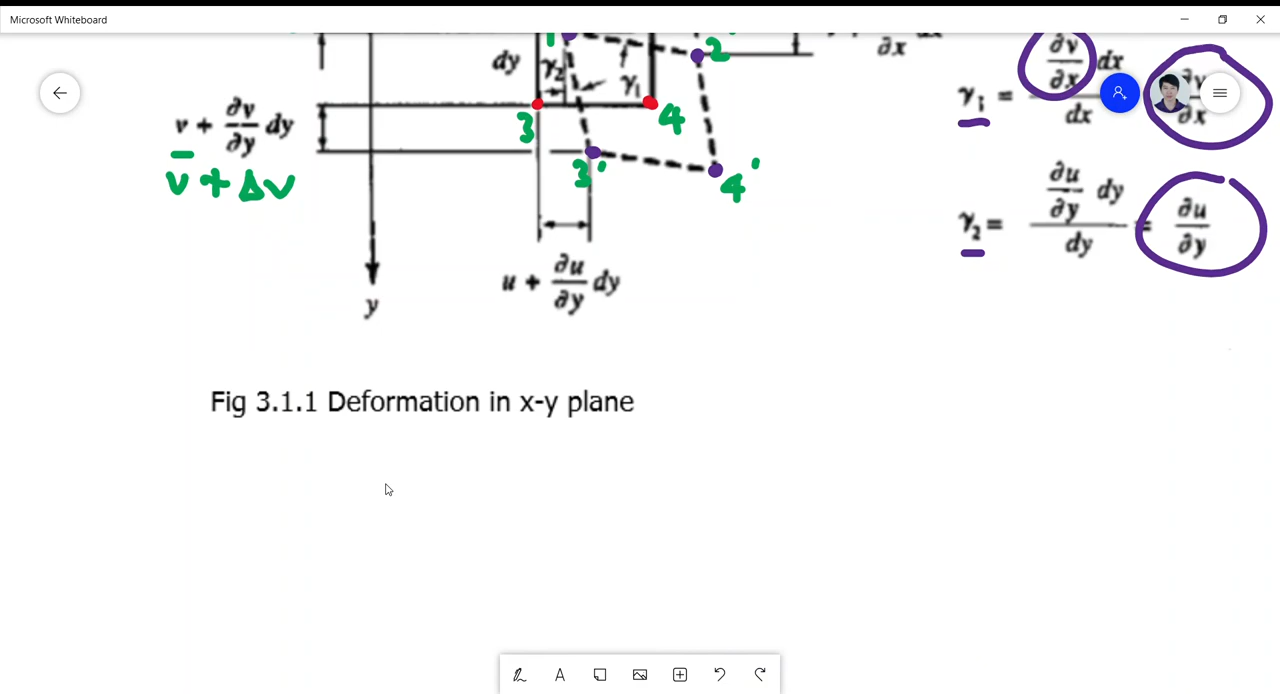 Microsoft Whiteboard
1
2'
dy
γ₂
γ₁
3
4
3'
4'
v + ∂v/∂y dy
v + Δv
u + ∂u/∂y dy
y
∂x
γ₁ = (∂v/∂x dx)/dx
∂x
γ₂ = (∂u/∂y dy)/dy = ∂u/∂y
Fig 3.1.1 Deformation in x-y plane
A